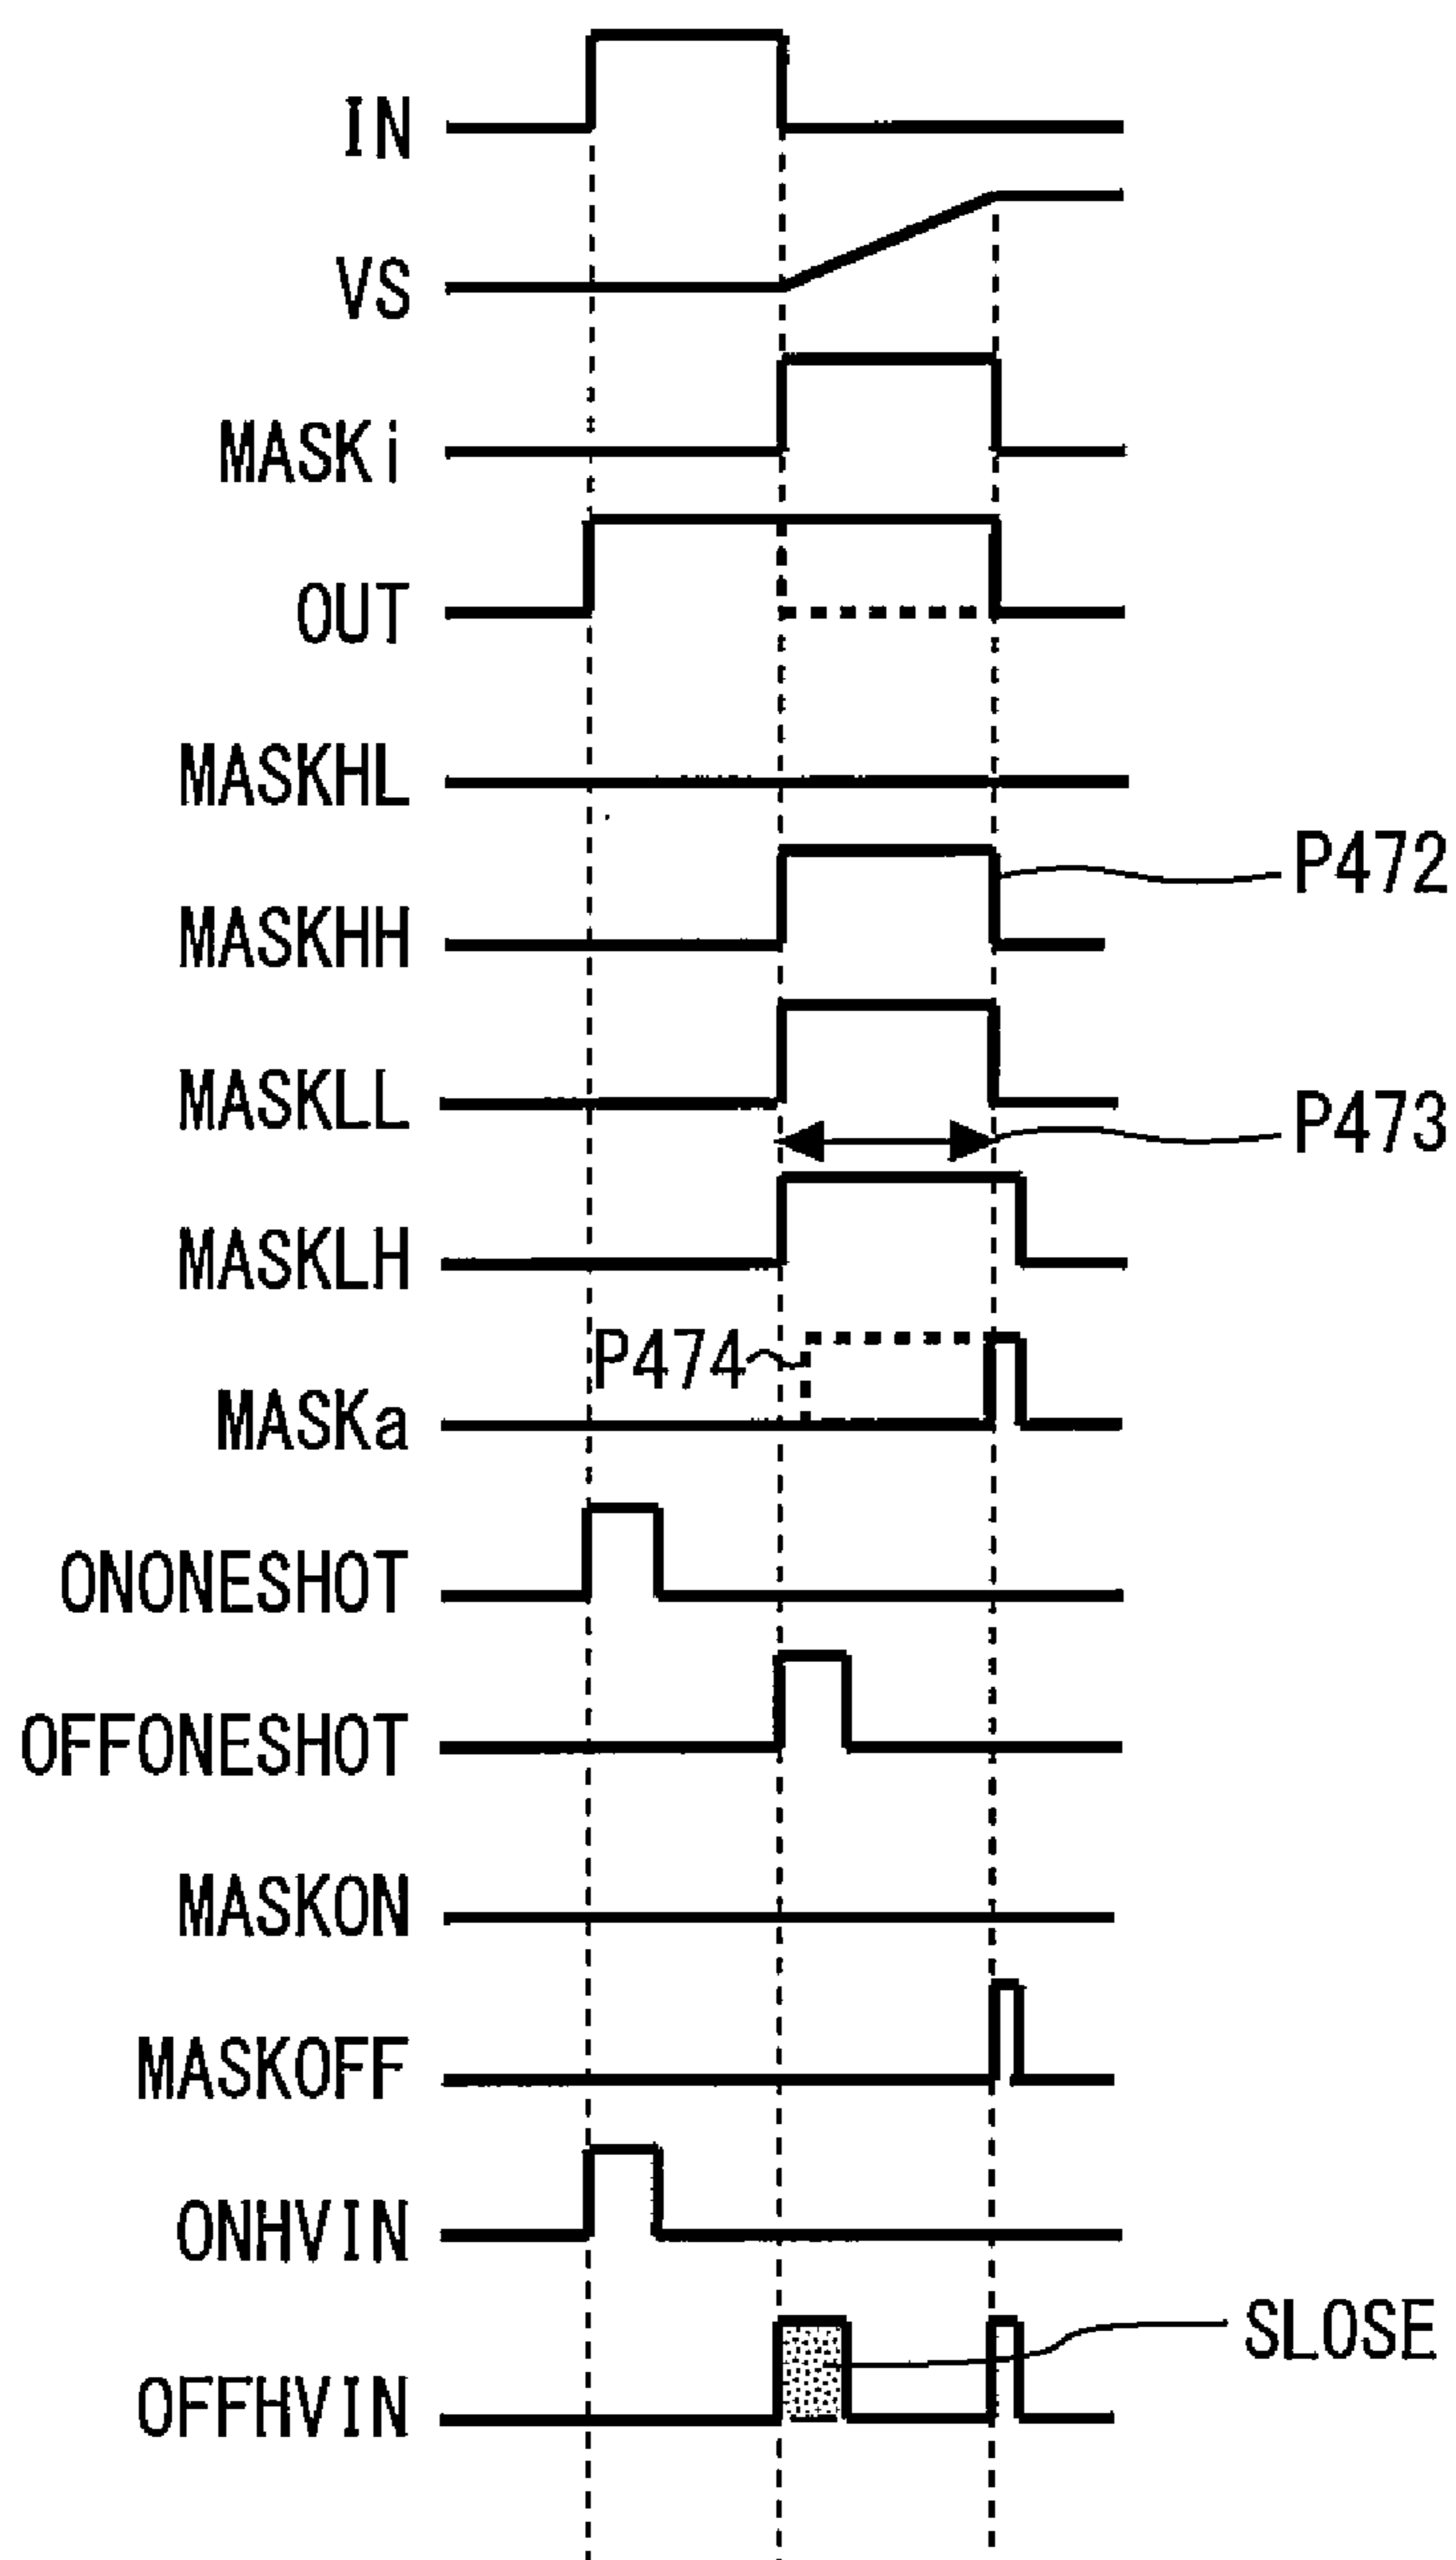 IN
VS
MASKi
OUT
MASKHL
P472
MASKHH
MASKLL
P473
MASKLH
P474
MASKa
ONONESHOT
OFFONESHOT
MASKON
MASKOFF
ONHVIN
SLOSE
OFFHVIN